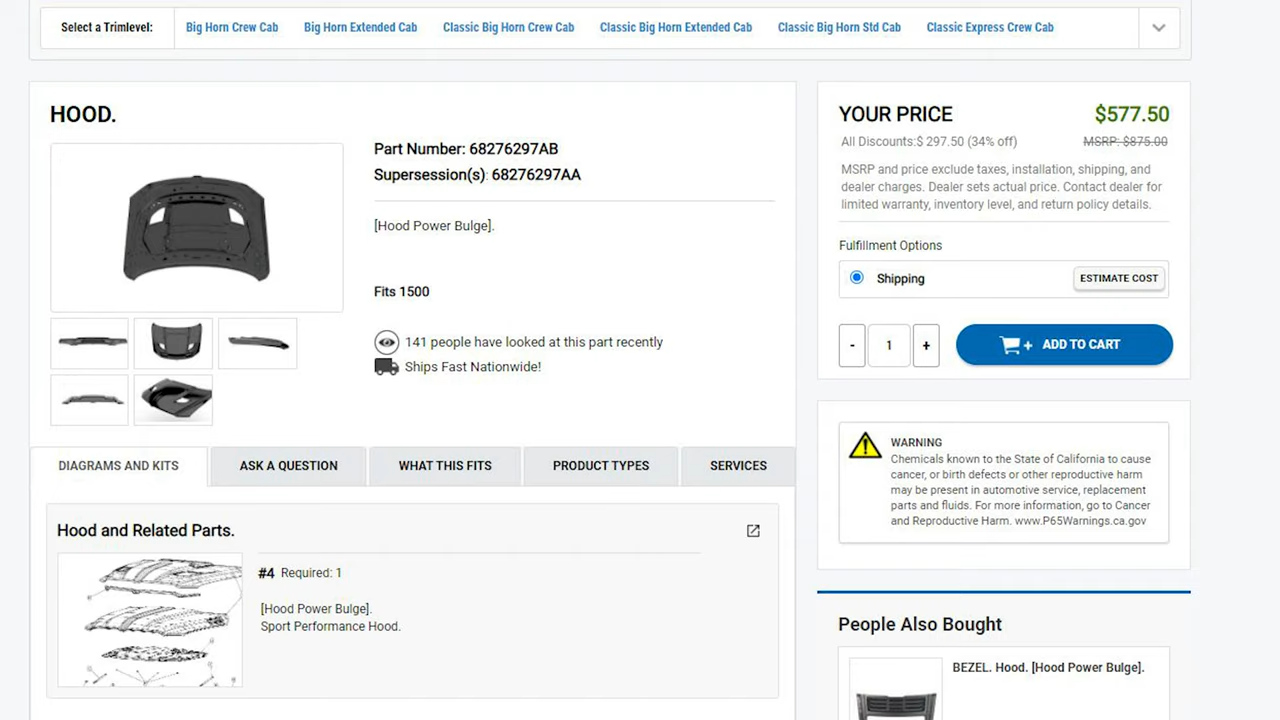 Select a Trimlevel:
Big Horn Crew Cab
Big Horn Extended Cab
Classic Big Horn Crew Cab
Classic Big Horn Extended Cab
Classic Big Horn Std Cab
Classic Express Crew Cab
HOOD.
Part Number: 68276297AB
Supersession(s): 68276297AA
[Hood Power Bulge].
Fits 1500
141 people have looked at this part recently
Ships Fast Nationwide!
YOUR PRICE
$577.50
All Discounts:$ 297.50 (34% off)
MSRP: $875.00
MSRP and price exclude taxes, installation, shipping, and
dealer charges. Dealer sets actual price. Contact dealer for
limited warranty, inventory level, and return policy details.
Fulfillment Options
Shipping
ESTIMATE COST
- 1 +
ADD TO CART
WARNING
Chemicals known to the State of California to cause
cancer, or birth defects or other reproductive harm
may be present in automotive service, replacement
parts and fluids. For more information, go to Cancer
and Reproductive Harm. www.P65Warnings.ca.gov
DIAGRAMS AND KITS
ASK A QUESTION
WHAT THIS FITS
PRODUCT TYPES
SERVICES
Hood and Related Parts.
#4 Required: 1
[Hood Power Bulge].
Sport Performance Hood.
People Also Bought
BEZEL. Hood. [Hood Power Bulge].